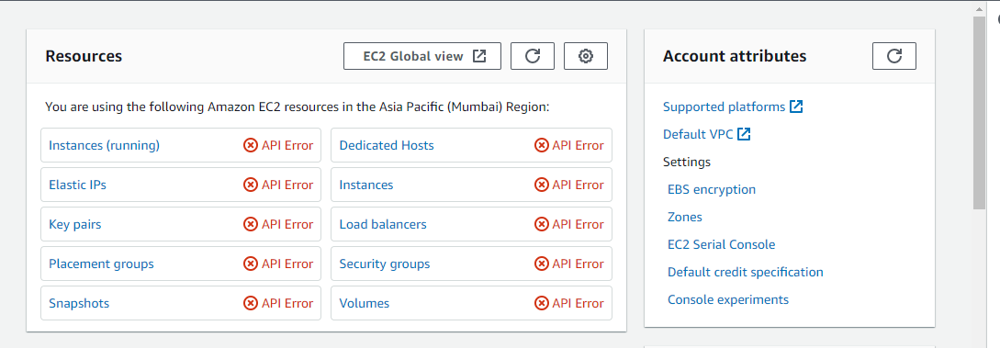 Resources
EC2 Global view
You are using the following Amazon EC2 resources in the Asia Pacific (Mumbai) Region:
Instances (running) API Error
Dedicated Hosts API Error
Elastic IPs API Error
Instances API Error
Key pairs API Error
Load balancers API Error
Placement groups API Error
Security groups API Error
Snapshots API Error
Volumes API Error
Account attributes
Supported platforms
Default VPC
Settings
EBS encryption
Zones
EC2 Serial Console
Default credit specification
Console experiments